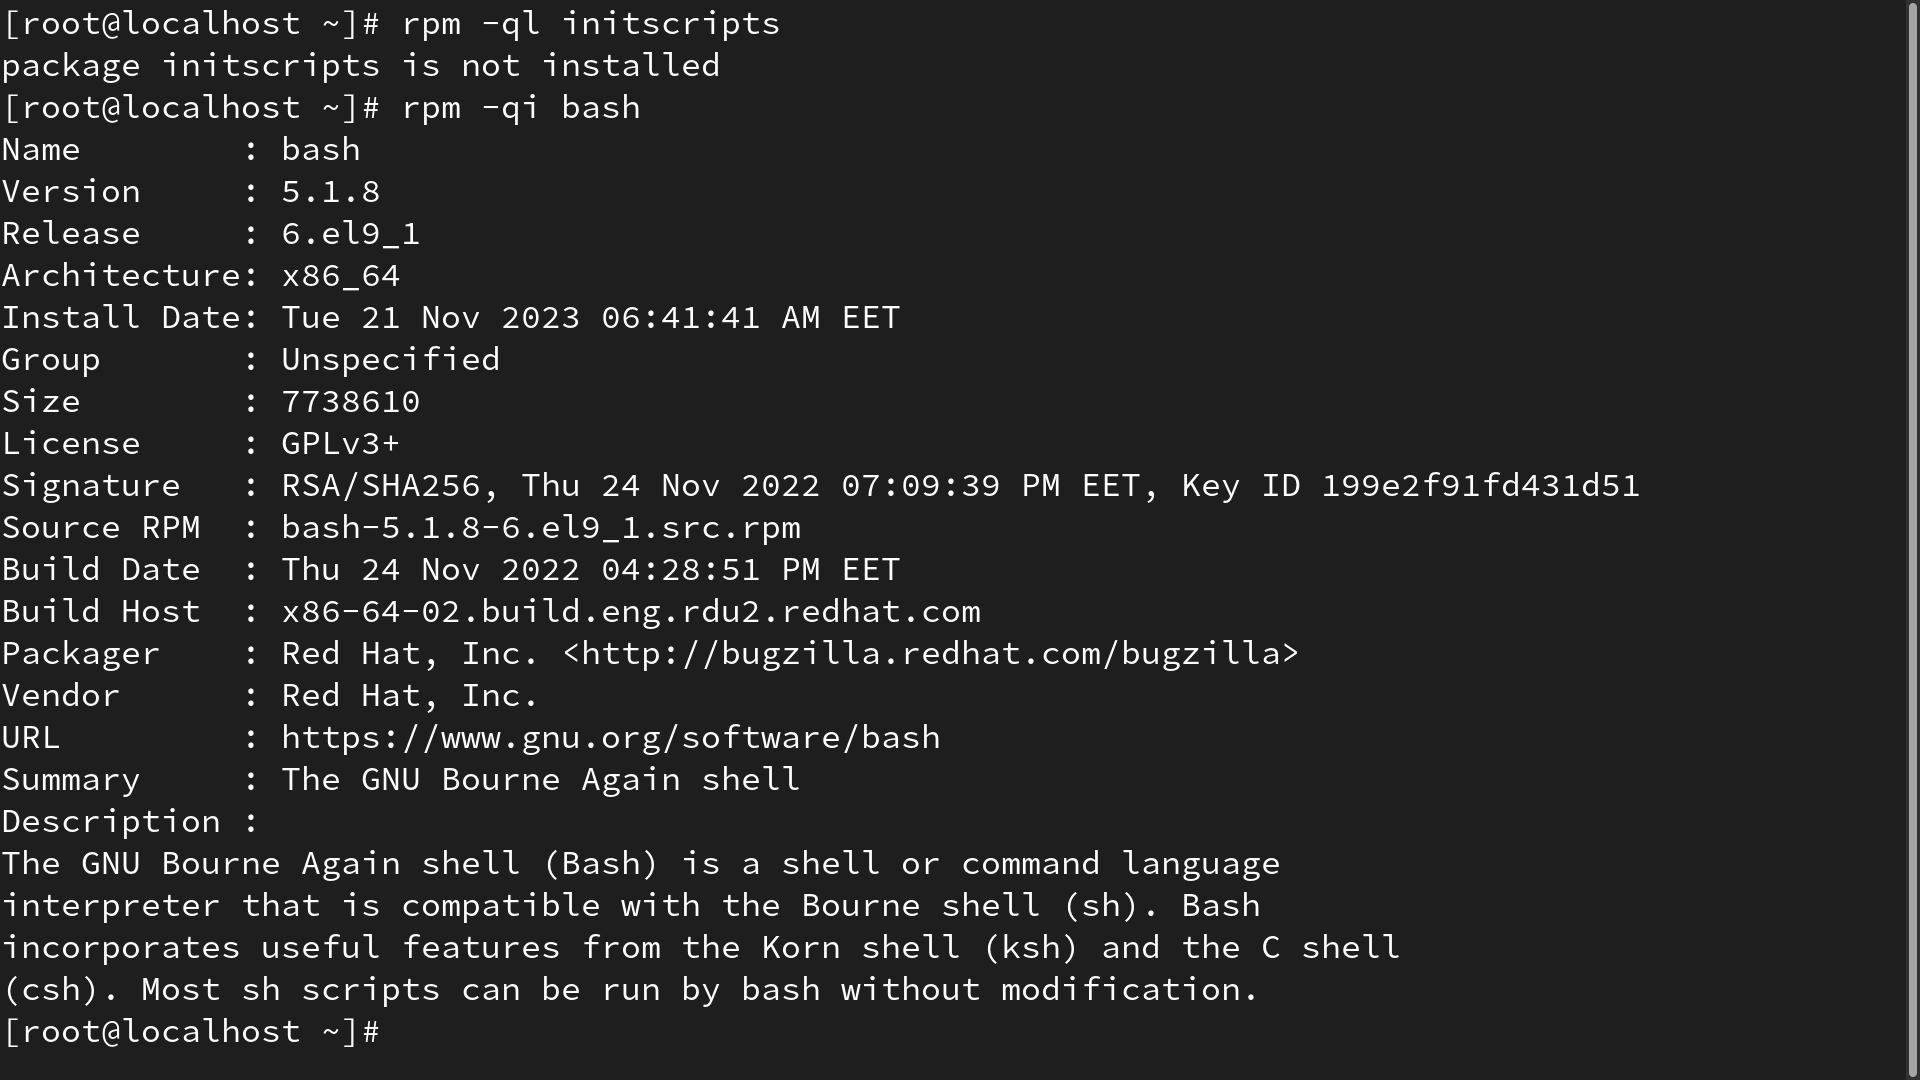 [root@localhost ~]# rpm -ql initscripts
package initscripts is not installed
[root@localhost ~]# rpm -qi bash
Name        : bash
Version     : 5.1.8
Release     : 6.el9_1
Architecture: x86_64
Install Date: Tue 21 Nov 2023 06:41:41 AM EET
Group       : Unspecified
Size        : 7738610
License     : GPLv3+
Signature   : RSA/SHA256, Thu 24 Nov 2022 07:09:39 PM EET, Key ID 199e2f91fd431d51
Source RPM  : bash-5.1.8-6.el9_1.src.rpm
Build Date  : Thu 24 Nov 2022 04:28:51 PM EET
Build Host  : x86-64-02.build.eng.rdu2.redhat.com
Packager    : Red Hat, Inc. <http://bugzilla.redhat.com/bugzilla>
Vendor      : Red Hat, Inc.
URL         : https://www.gnu.org/software/bash
Summary     : The GNU Bourne Again shell
Description :
The GNU Bourne Again shell (Bash) is a shell or command language
interpreter that is compatible with the Bourne shell (sh). Bash
incorporates useful features from the Korn shell (ksh) and the C shell
(csh). Most sh scripts can be run by bash without modification.
[root@localhost ~]#